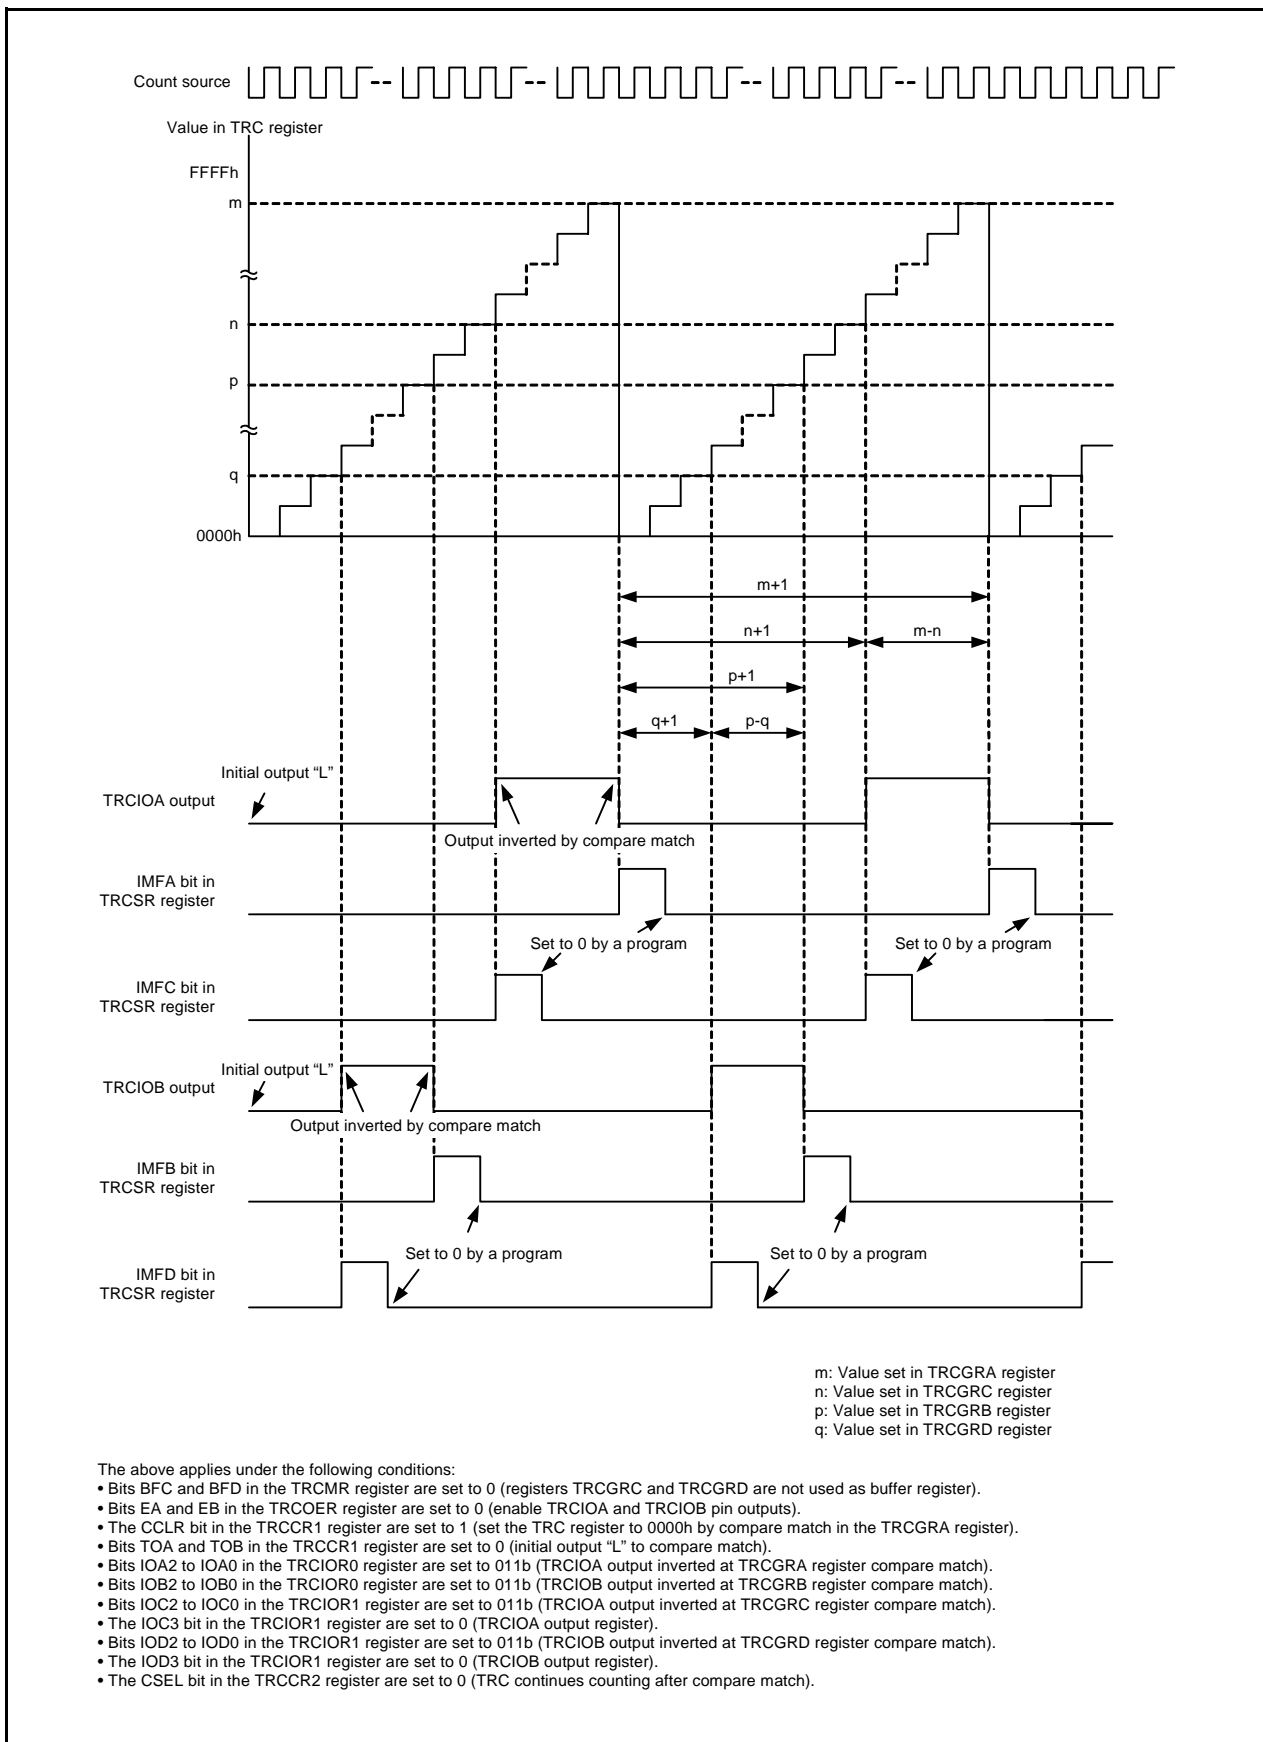 Count source
Value in TRC register
FFFFh
m
n
p
q
0000h
m+1
n+1
m-n
p+1
q+1
p-q
Initial output “L”
TRCIOA output
Output inverted by compare match
IMFA bit in
TRCSR register
Set to 0 by a program
Set to 0 by a program
IMFC bit in
TRCSR register
Initial output “L”
TRCIOB output
Output inverted by compare match
IMFB bit in
TRCSR register
Set to 0 by a program
Set to 0 by a program
IMFD bit in
TRCSR register
m: Value set in TRCGRA register
n: Value set in TRCGRC register
p: Value set in TRCGRB register
q: Value set in TRCGRD register
The above applies under the following conditions:
• Bits BFC and BFD in the TRCMR register are set to 0 (registers TRCGRC and TRCGRD are not used as buffer register).
• Bits EA and EB in the TRCOER register are set to 0 (enable TRCIOA and TRCIOB pin outputs).
• The CCLR bit in the TRCCR1 register are set to 1 (set the TRC register to 0000h by compare match in the TRCGRA register).
• Bits TOA and TOB in the TRCCR1 register are set to 0 (initial output “L” to compare match).
• Bits IOA2 to IOA0 in the TRCIOR0 register are set to 011b (TRCIOA output inverted at TRCGRA register compare match).
• Bits IOB2 to IOB0 in the TRCIOR0 register are set to 011b (TRCIOB output inverted at TRCGRB register compare match).
• Bits IOC2 to IOC0 in the TRCIOR1 register are set to 011b (TRCIOA output inverted at TRCGRC register compare match).
• The IOC3 bit in the TRCIOR1 register are set to 0 (TRCIOA output register).
• Bits IOD2 to IOD0 in the TRCIOR1 register are set to 011b (TRCIOB output inverted at TRCGRD register compare match).
• The IOD3 bit in the TRCIOR1 register are set to 0 (TRCIOB output register).
• The CSEL bit in the TRCCR2 register are set to 0 (TRC continues counting after compare match).